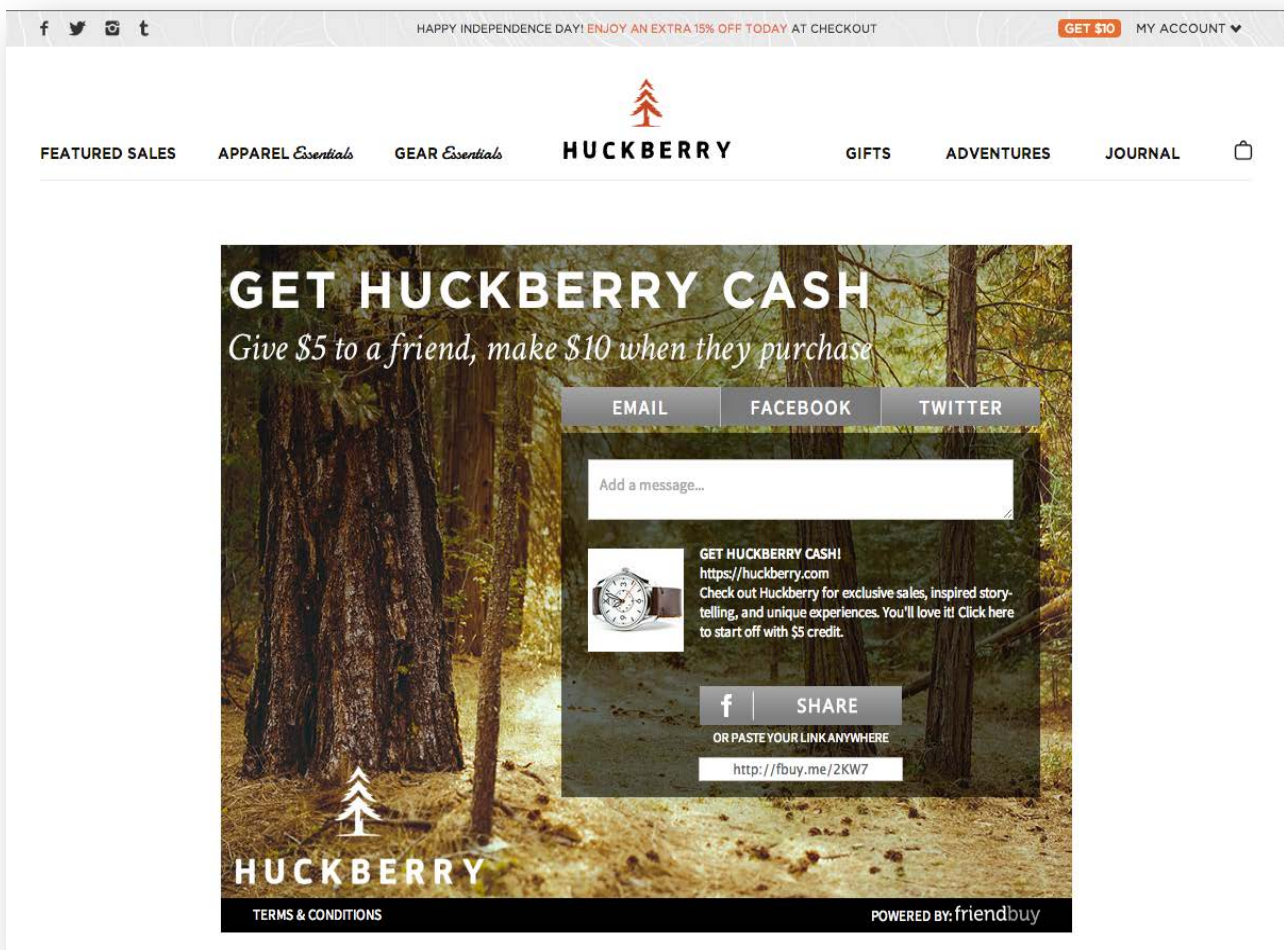 HAPPY INDEPENDENCE DAY! ENJOY AN EXTRA 15% OFF TODAY AT CHECKOUT
GET $10
MY ACCOUNT
FEATURED SALES
APPAREL Essentials
GEAR Essentials
HUCKBERRY
GIFTS
ADVENTURES
JOURNAL
GET HUCKBERRY CASH
Give $5 to a friend, make $10 when they purchase
EMAIL
FACEBOOK
TWITTER
Add a message...
GET HUCKBERRY CASH!
https://huckberry.com
Check out Huckberry for exclusive sales, inspired story-
telling, and unique experiences. You'll love it! Click here
to start off with $5 credit.
f SHARE
OR PASTE YOUR LINK ANYWHERE
http://fbuy.me/2KW7
HUCKBERRY
TERMS & CONDITIONS
POWERED BY: friendbuy